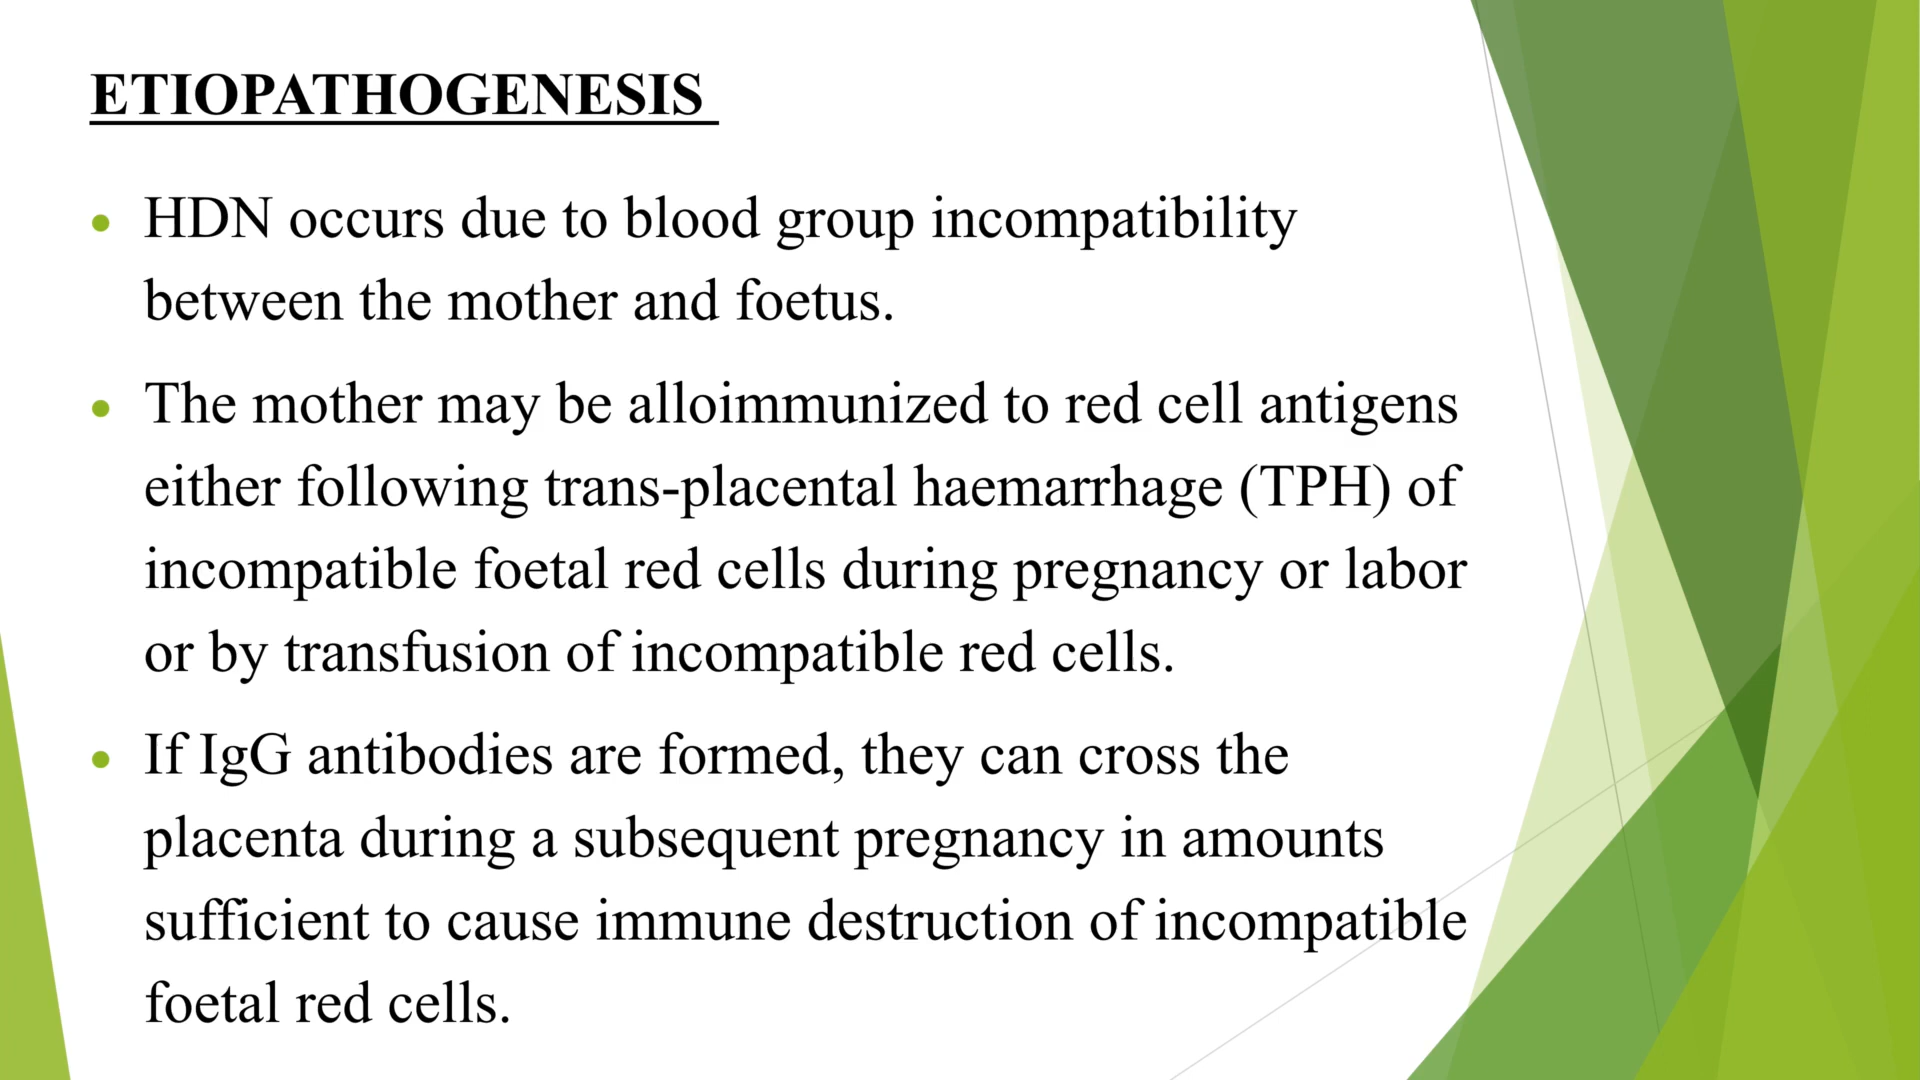 ETIOPATHOGENESIS
• HDN occurs due to blood group incompatibility
between the mother and foetus.
• The mother may be alloimmunized to red cell antigens
either following trans-placental haemarrhage (TPH) of
incompatible foetal red cells during pregnancy or labor
or by transfusion of incompatible red cells.
• If IgG antibodies are formed, they can cross the
placenta during a subsequent pregnancy in amounts
sufficient to cause immune destruction of incompatible
foetal red cells.